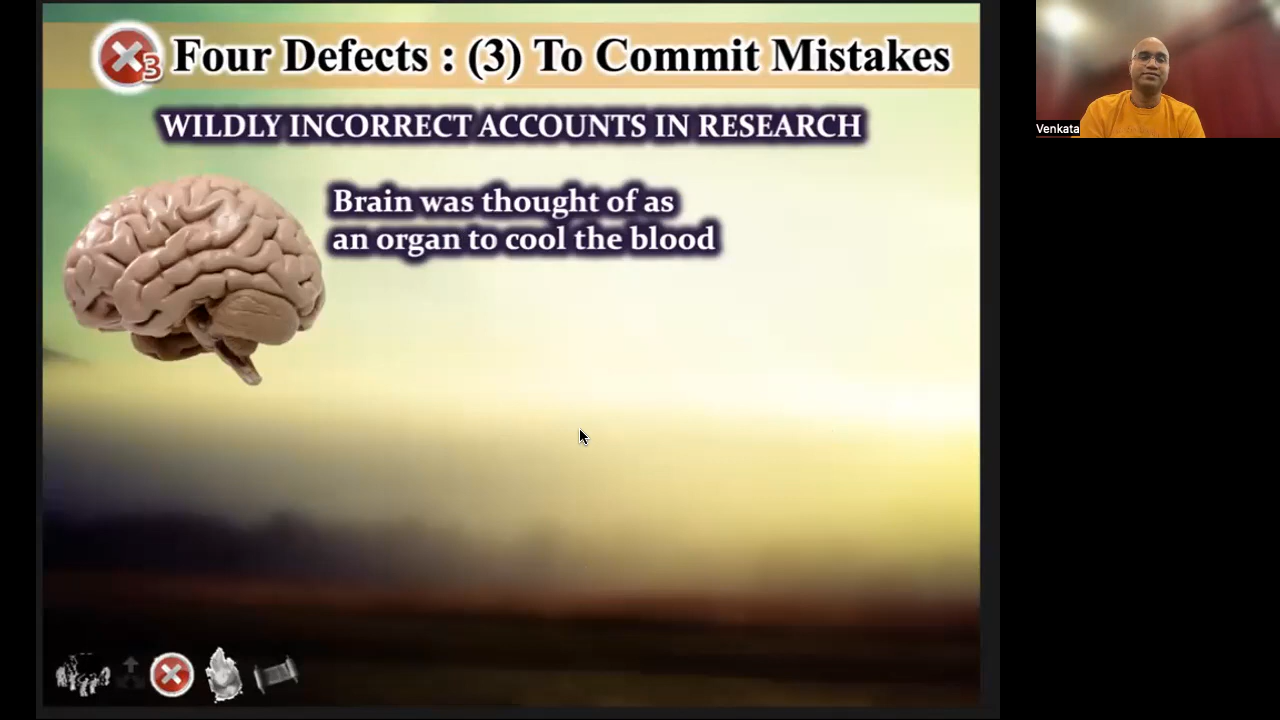 3 Four Defects : (3) To Commit Mistakes
WILDLY INCORRECT ACCOUNTS IN RESEARCH
Brain was thought of as
an organ to cool the blood
Venkata